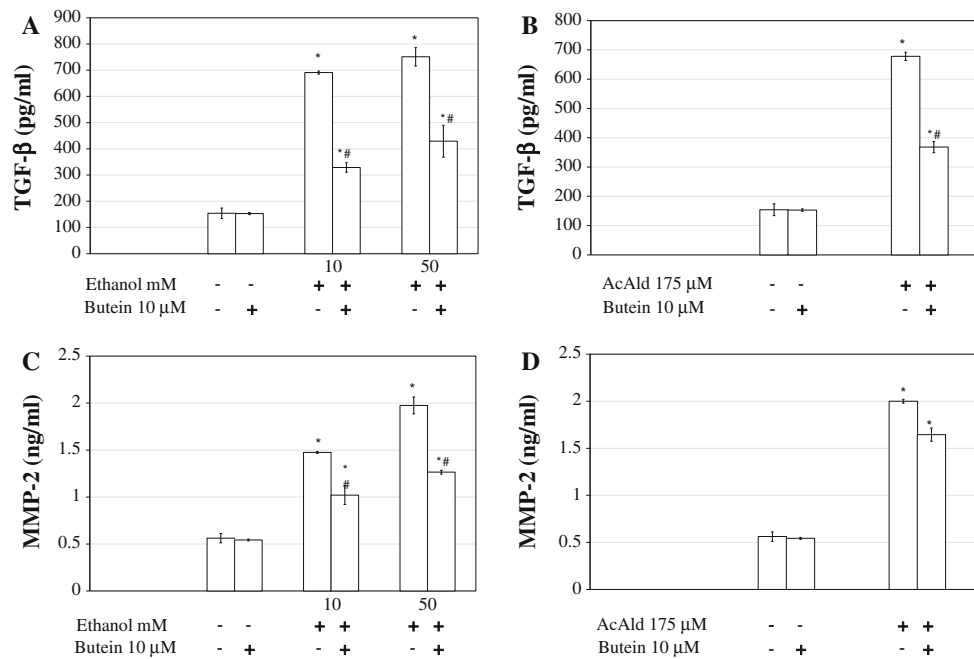 A
TGF-β (pg/ml)
900
800
700
600
500
400
300
200
100
0
* * # * * #
* #
10 50
Ethanol mM - - + + + +
Butein 10 μM - + - + - +
B
TGF-β (pg/ml)
800
700
600
500
400
300
200
100
0
*
*#
AcAld 175 μM - - + +
Butein 10 μM - + - +
C
MMP-2 (ng/ml)
2.5
2
1.5
1
0.5
0
*
*
*#
*
#
10 50
Ethanol mM - - + + + +
Butein 10 μM - + - + - +
D
MMP-2 (ng/ml)
2.5
2
1.5
1
0.5
0
*
*
AcAld 175 μM - - + +
Butein 10 μM - + - +